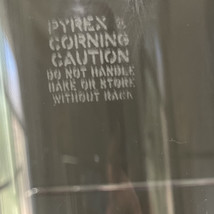 PYREX &
CORNING
CAUTION
DO NOT HANDLE
BAKE OR STORE
WITHOUT RACK